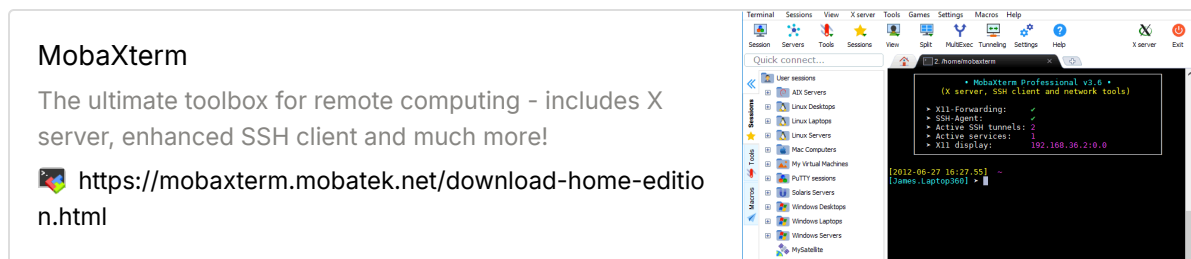 MobaXterm
The ultimate toolbox for remote computing - includes X
server, enhanced SSH client and much more!
https://mobaxterm.mobatek.net/download-home-editio
n.html
Terminal Sessions View X server Tools Games Settings Macros Help
Session Servers Tools Sessions View Split MultiExec Tunneling Settings Help X server Exit
Quick connect...
2. /home/mobaxterm
User sessions
AIX Servers
Linux Desktops
Linux Laptops
Linux Servers
Mac Computers
My Virtual Machines
PuTTY sessions
Solaris Servers
Windows Desktops
Windows Laptops
Windows Servers
MySatellite
Sessions
Tools
Macros
• MobaXterm Professional v3.6 •
(X server, SSH client and network tools)
➤ X11-Forwarding: ✔
➤ SSH-Agent: ✔
➤ Active SSH tunnels: 2
➤ Active services: 1
➤ X11 display: 192.168.36.2:0.0
[2012-06-27 16:27.55] ~
[James.Laptop360] ➤